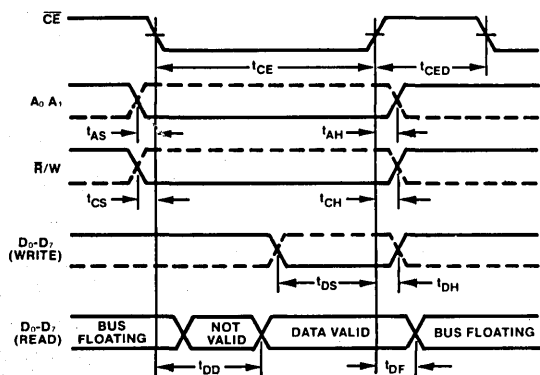 CE
tCE
tCED
A0 A1
tAS
tAH
R/W
tCS
tCH
D0-D7
(WRITE)
tDS
tDH
D0-D7
(READ)
BUS
FLOATING
NOT
VALID
DATA VALID
BUS FLOATING
tDD
tDF